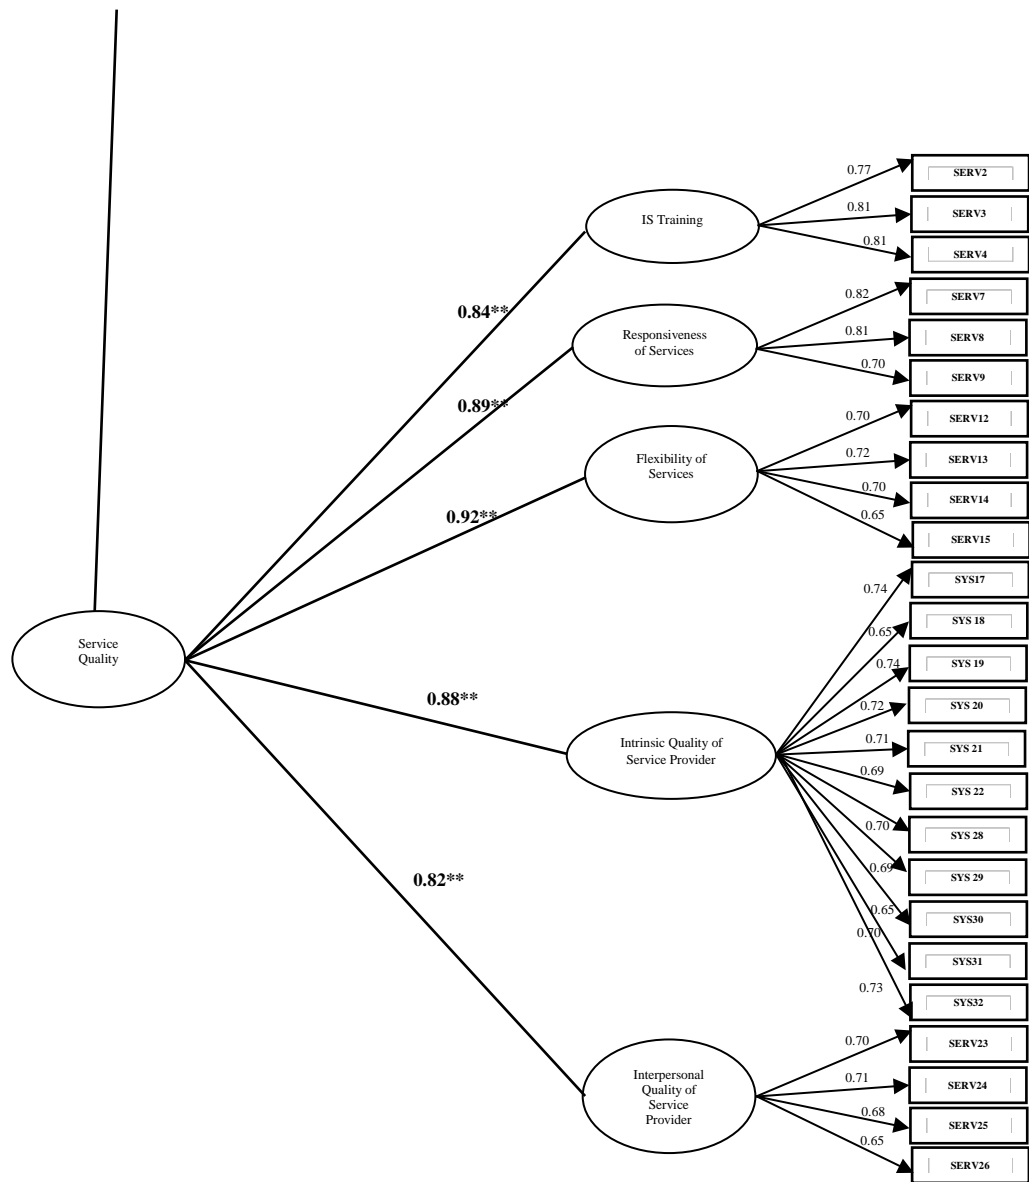 0.77
SERV2
IS Training
0.81
SERV3
0.81
SERV4
0.84**
0.82
SERV7
Responsiveness
of Services
0.81
SERV8
0.70
SERV9
0.89**
0.70
SERV12
Flexibility of
Services
0.72
SERV13
0.70
SERV14
0.92**
0.65
SERV15
0.74
SYS17
0.65
SYS 18
Service
Quality
0.74
SYS 19
0.88**
0.72
SYS 20
Intrinsic Quality of
Service Provider
0.71
SYS 21
0.69
SYS 22
0.70
SYS 28
0.69
SYS 29
0.82**
0.65
SYS30
0.70
SYS31
0.73
SYS32
0.70
SERV23
Interpersonal
Quality of
Service
Provider
0.71
SERV24
0.68
SERV25
0.65
SERV26